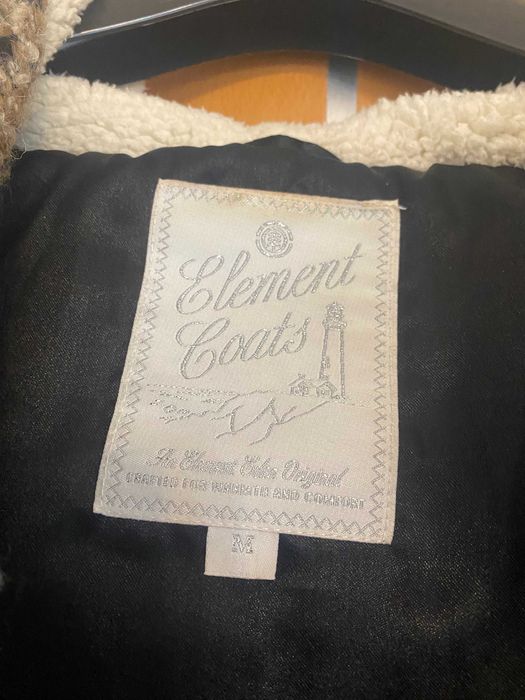 Element
Coats
An Element Eden Original
CRAFTED FOR WARMTH AND COMFORT
M